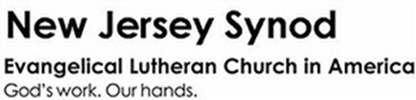 New Jersey Synod
Evangelical Lutheran Church in America
God's work. Our hands.